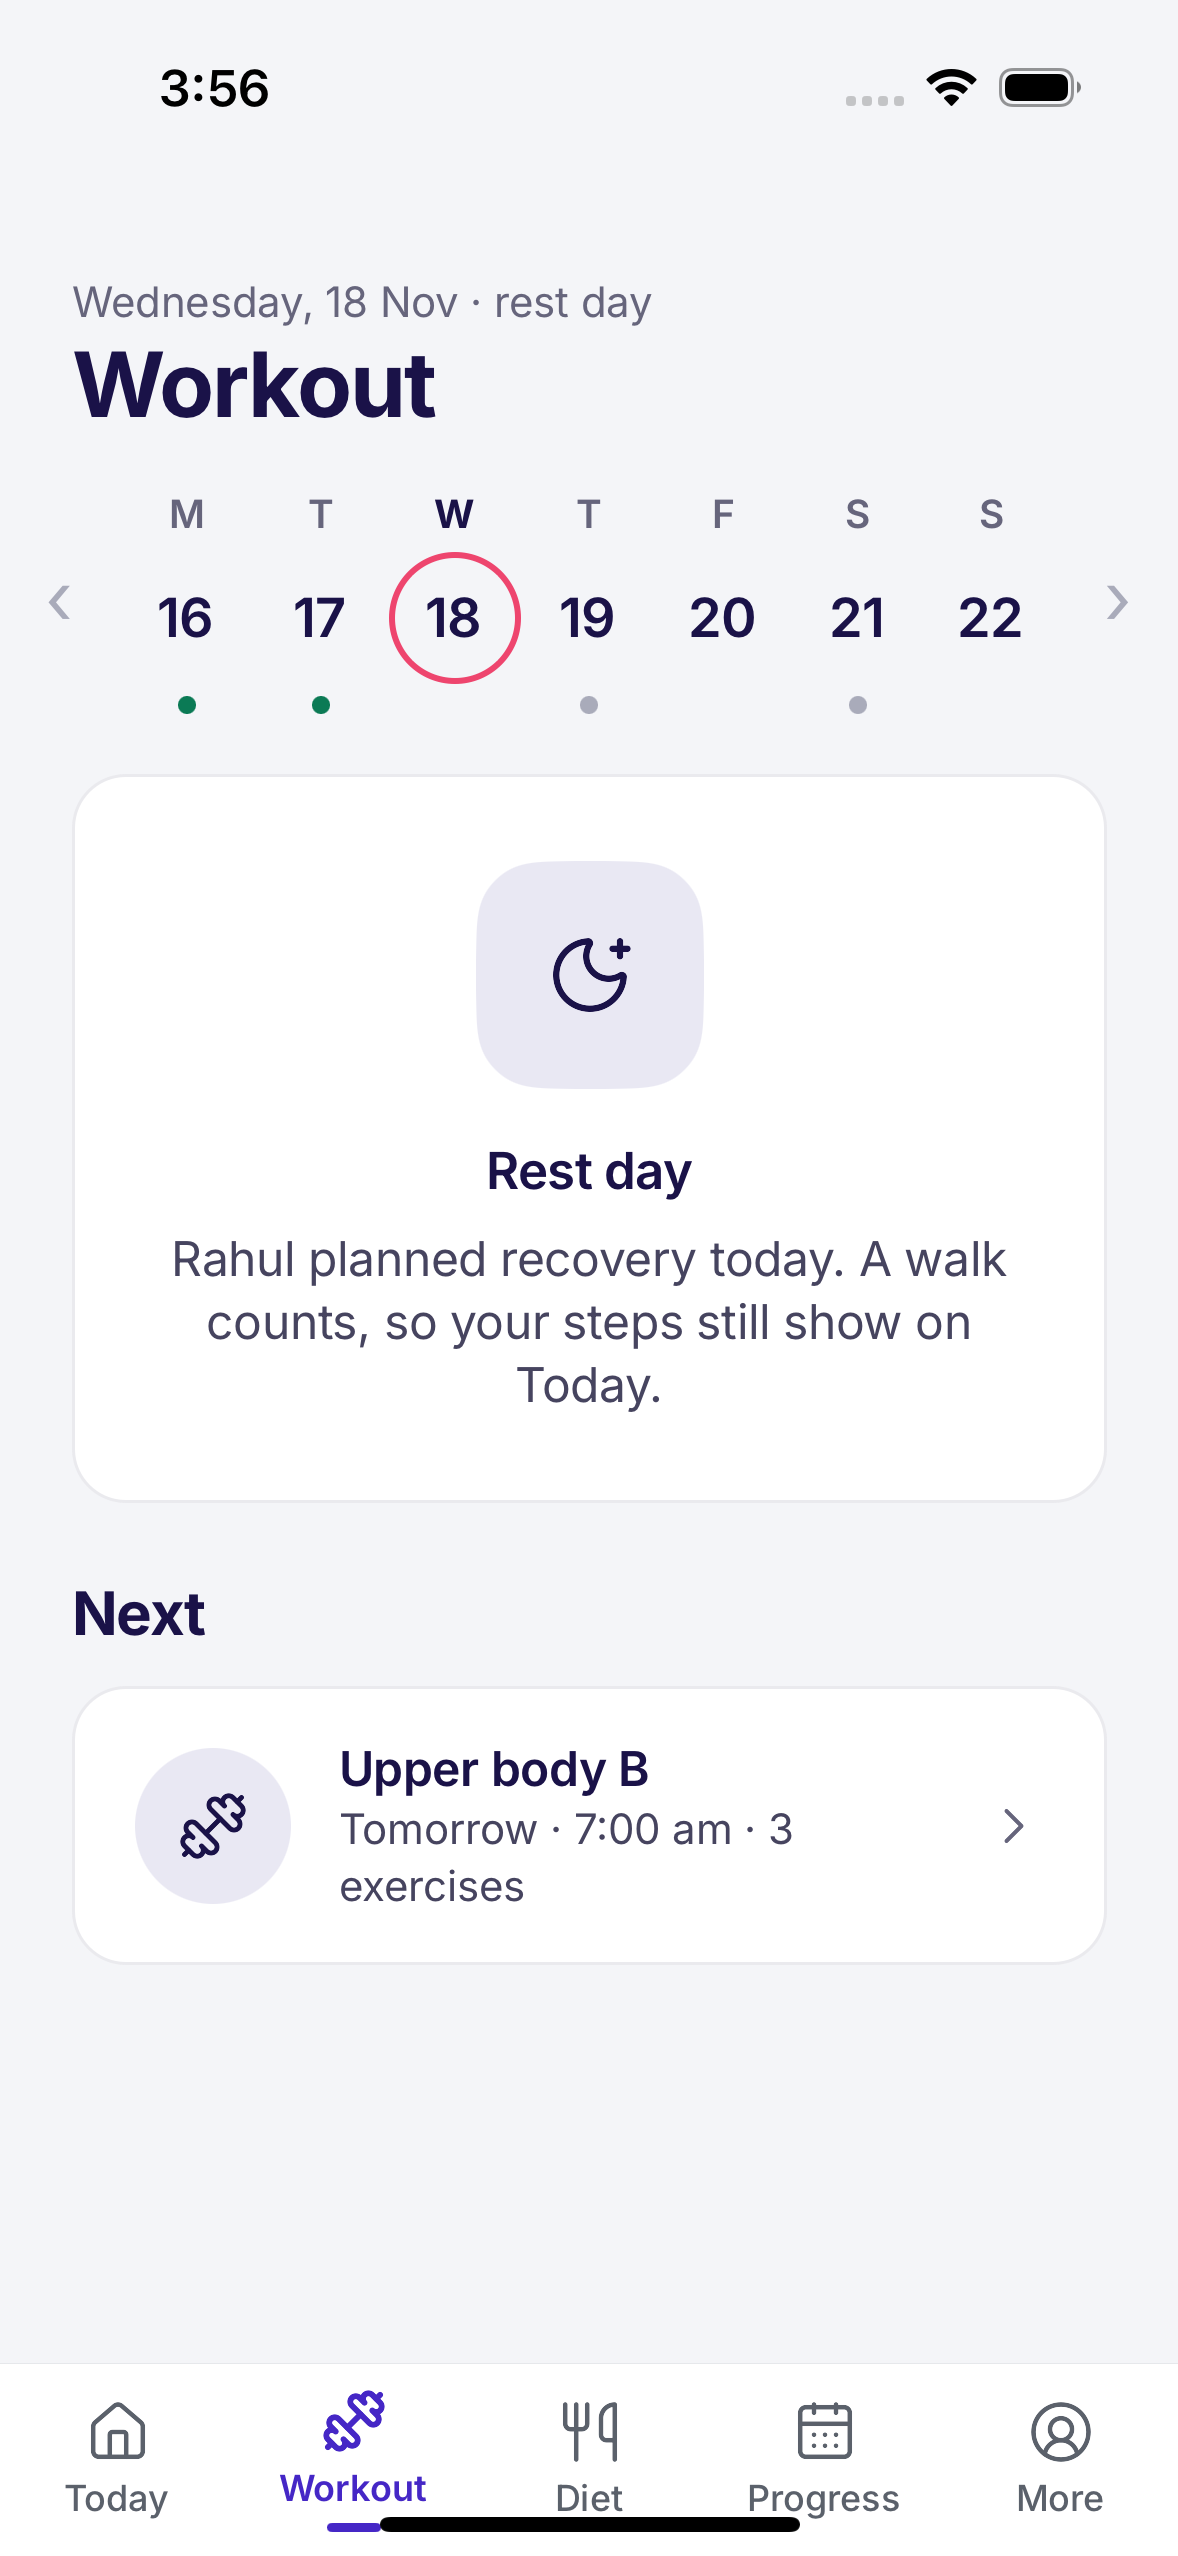 3:56
Wednesday, 18 Nov · rest day
Workout
M T W T F S S
16 17 18 19 20 21 22
Rest day
Rahul planned recovery today. A walk
counts, so your steps still show on
Today.
Next
Upper body B
Tomorrow · 7:00 am · 3
exercises
Today Workout Diet Progress More